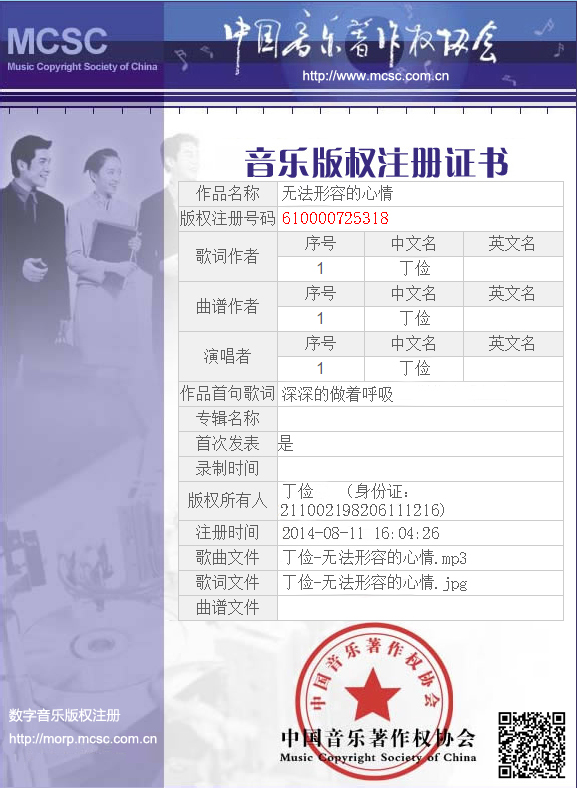 MCSC
Music Copyright Society of China
中国音乐著作权协会
http://www.mcsc.com.cn
音乐版权注册证书
作品名称 无法形容的心情
版权注册号码 610000725318
歌词作者 序号 中文名 英文名
1 丁俭
曲谱作者 序号 中文名 英文名
1 丁俭
演唱者 序号 中文名 英文名
1 丁俭
作品首句歌词 深深的做着呼吸
专辑名称
首次发表 是
录制时间
版权所有人 丁俭 (身份证:
211002198206111216)
注册时间 2014-08-11 16:04:26
歌曲文件 丁俭-无法形容的心情.mp3
歌词文件 丁俭-无法形容的心情.jpg
曲谱文件
中国音乐著作权协会
中国音乐著作权协会
Music Copyright Society of China
数字音乐版权注册
http://morp.mcsc.com.cn